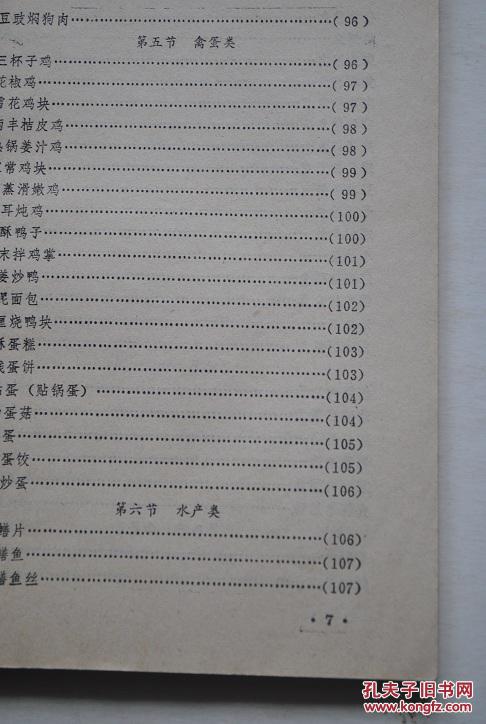 豆豉焖狗肉……(96)
第五节 禽蛋类
三杯子鸡……(96)
花椒鸡……(97)
雪花鸡块……(97)
丰桔皮鸡……(98)
锅姜汁鸡……(98)
常鸡块……(99)
蒸滑嫩鸡……(99)
耳炖鸡……(100)
酥鸭子……(100)
末拌鸡掌……(101)
姜炒鸭……(101)
泥面包……(102)
烧鸭块……(102)
蛋糕……(103)
蛋饼……(103)
蛋(贴锅蛋)……(104)
蛋菇……(104)
蛋……(105)
蛋饺……(105)
炒蛋……(106)
第六节 水产类
鳝片……(106)
鳝鱼……(107)
鳝鱼丝……(107)
·7·
孔夫子旧书网
www.kongfz.com